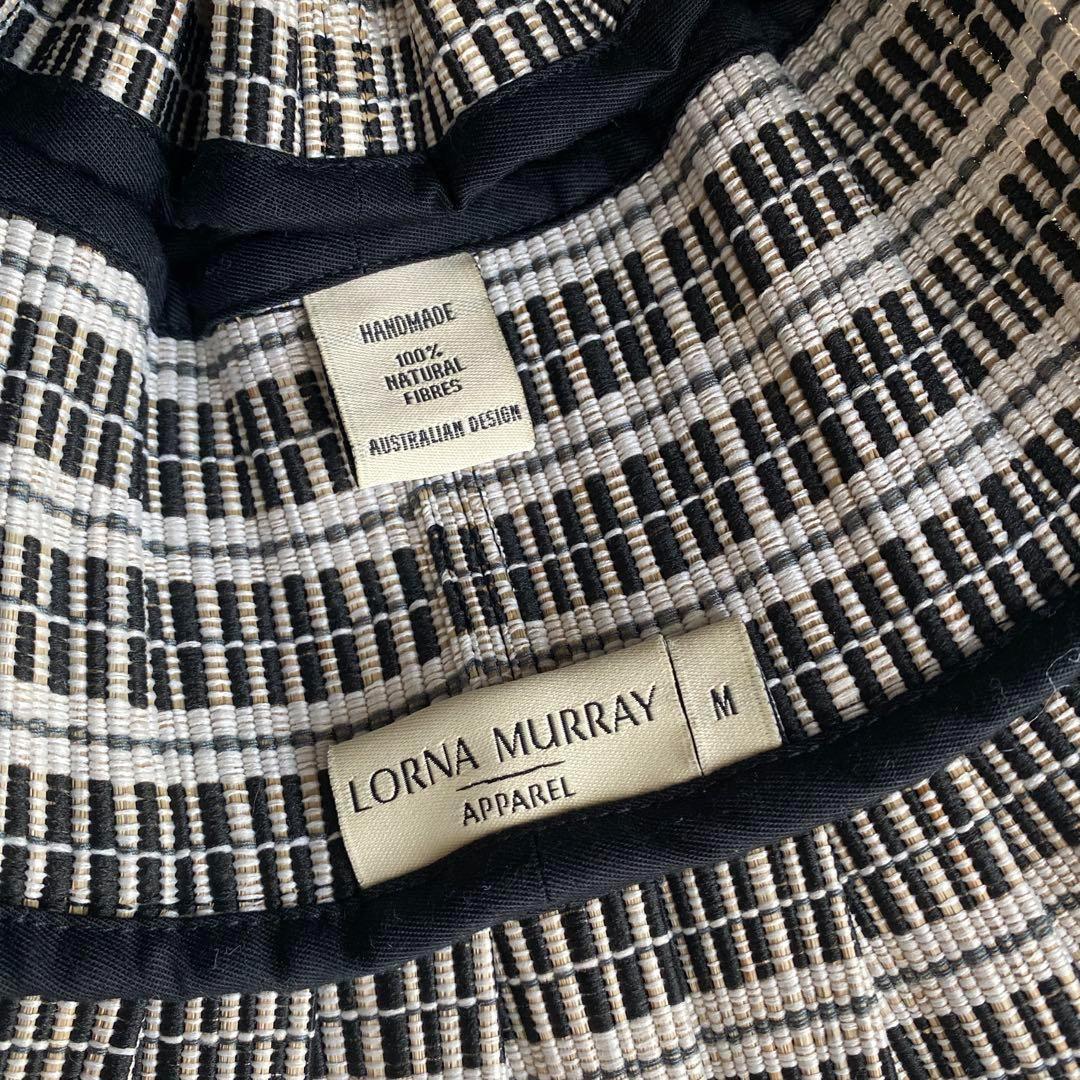 HANDMADE
100%
NATURAL
FIBRES
AUSTRALIAN DESIGN
LORNA MURRAY
APPAREL
M